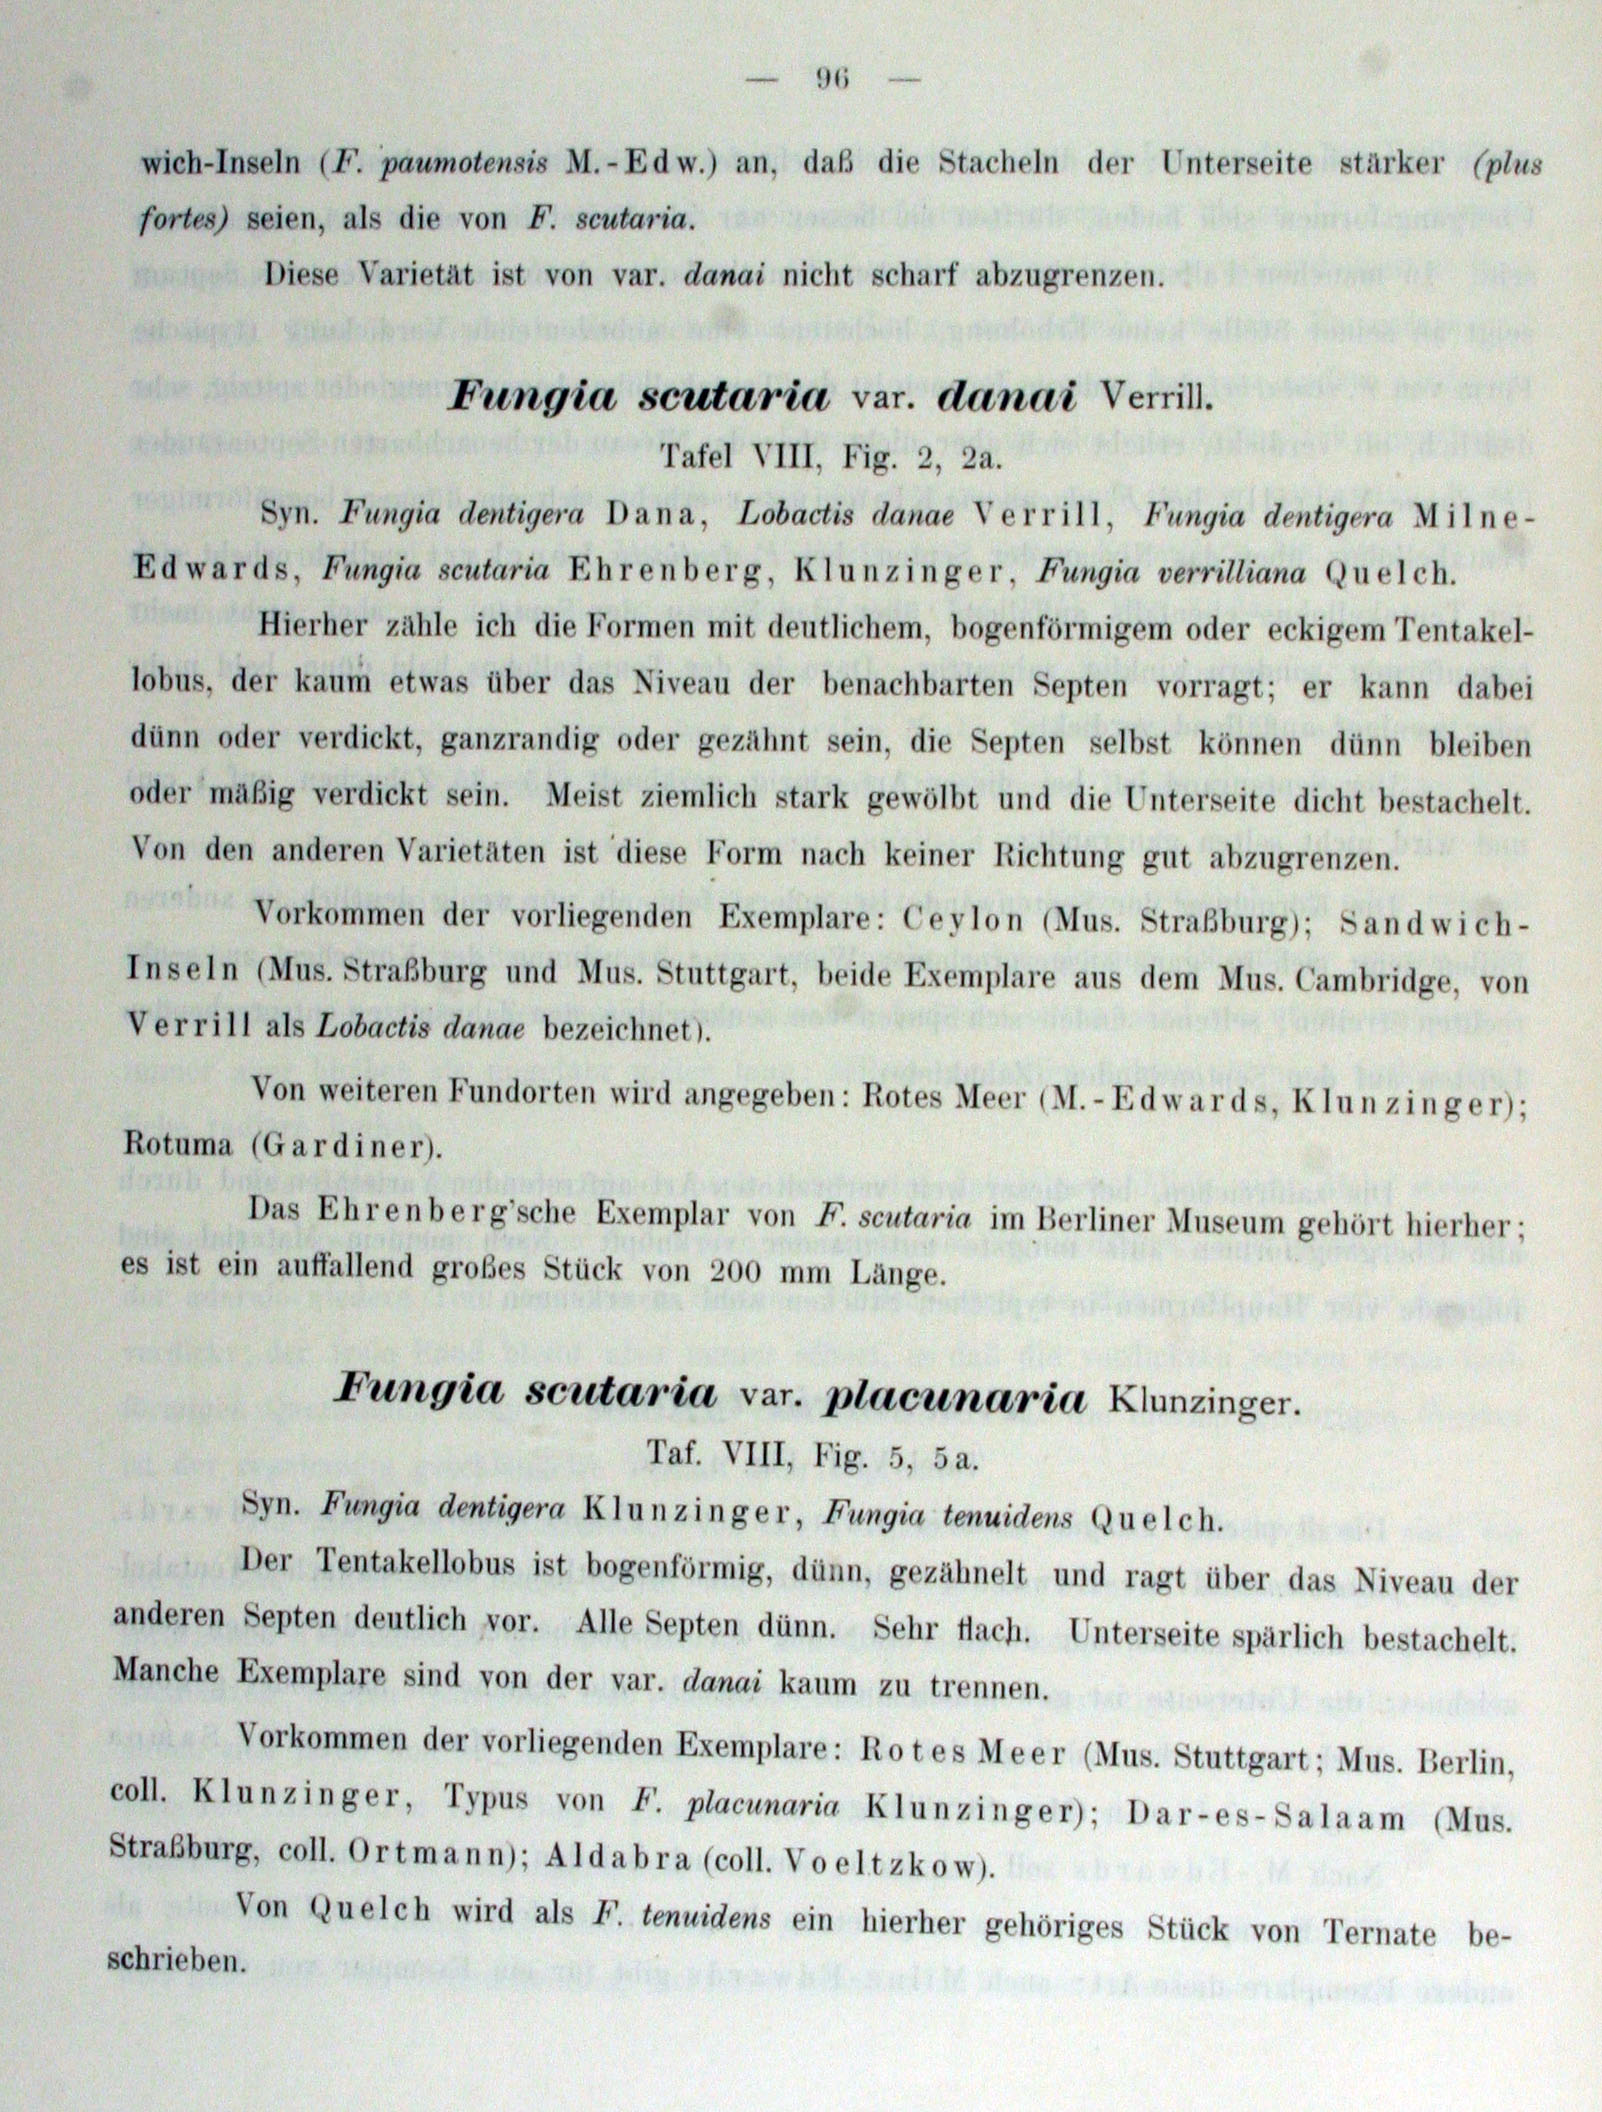 — 96 —
wich-Inseln (F. paumotensis M.-Edw.) an, daß die Stacheln der Unterseite stärker (plus
fortes) seien, als die von F. scutaria.
Diese Varietät ist von var. danai nicht scharf abzugrenzen.
Fungia scutaria var. danai Verrill.
Tafel VIII, Fig. 2, 2a.
Syn. Fungia dentigera Dana, Lobactis danae Verrill, Fungia dentigera Milne-
Edwards, Fungia scutaria Ehrenberg, Klunzinger, Fungia verrilliana Quelch.
Hierher zähle ich die Formen mit deutlichem, bogenförmigem oder eckigem Tentakel-
lobus, der kaum etwas über das Niveau der benachbarten Septen vorragt; er kann dabei
dünn oder verdickt, ganzrandig oder gezähnt sein, die Septen selbst können dünn bleiben
oder mäßig verdickt sein. Meist ziemlich stark gewölbt und die Unterseite dicht bestachelt.
Von den anderen Varietäten ist diese Form nach keiner Richtung gut abzugrenzen.
Vorkommen der vorliegenden Exemplare: Ceylon (Mus. Straßburg); Sandwich-
Inseln (Mus. Straßburg und Mus. Stuttgart, beide Exemplare aus dem Mus. Cambridge, von
Verrill als Lobactis danae bezeichnet).
Von weiteren Fundorten wird angegeben: Rotes Meer (M.-Edwards, Klunzinger);
Rotuma (Gardiner).
Das Ehrenberg'sche Exemplar von F. scutaria im Berliner Museum gehört hierher;
es ist ein auffallend großes Stück von 200 mm Länge.
Fungia scutaria var. placunaria Klunzinger.
Taf. VIII, Fig. 5, 5a.
Syn. Fungia dentigera Klunzinger, Fungia tenuidens Quelch.
Der Tentakellobus ist bogenförmig, dünn, gezähnelt und ragt über das Niveau der
anderen Septen deutlich vor. Alle Septen dünn. Sehr flach. Unterseite spärlich bestachelt.
Manche Exemplare sind von der var. danai kaum zu trennen.
Vorkommen der vorliegenden Exemplare: Rotes Meer (Mus. Stuttgart; Mus. Berlin,
coll. Klunzinger, Typus von F. placunaria Klunzinger); Dar-es-Salaam (Mus.
Straßburg, coll. Ortmann); Aldabra (coll. Voeltzkow).
Von Quelch wird als F. tenuidens ein hierher gehöriges Stück von Ternate be-
schrieben.